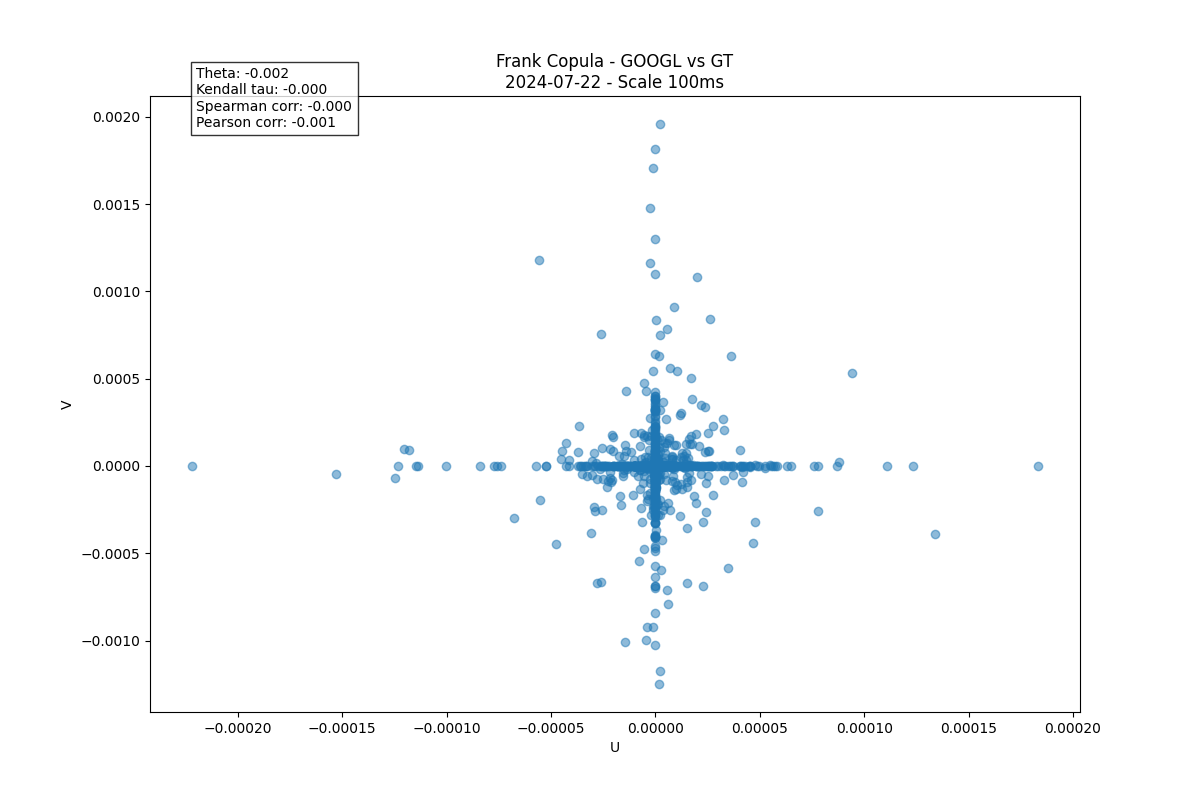 Frank Copula - GOOGL vs GT
2024-07-22 - Scale 100ms
Theta: -0.002
Kendall tau: -0.000
Spearman corr: -0.000
Pearson corr: -0.001
0.0020
0.0015
0.0010
0.0005
0.0000
−0.0005
−0.0010
V
−0.00020 −0.00015 −0.00010 −0.00005 0.00000 0.00005 0.00010 0.00015 0.00020
U